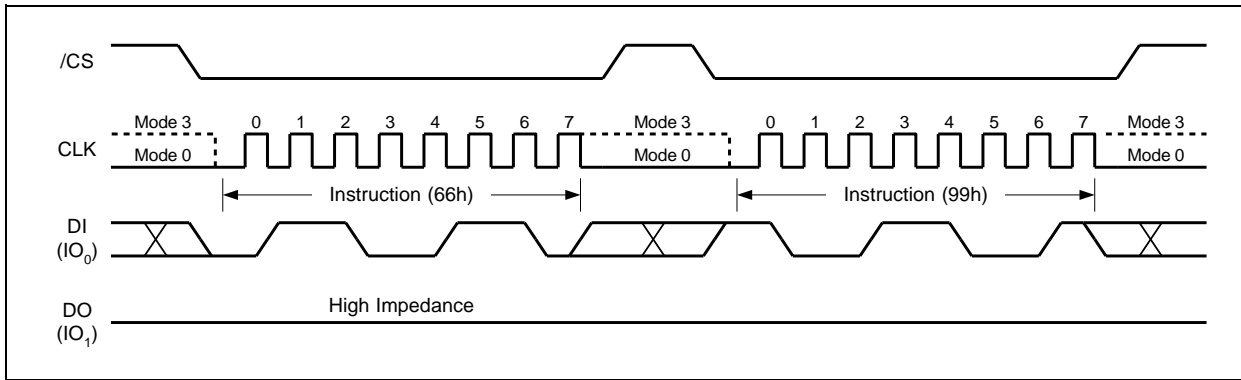 /CS
Mode 3 0 1 2 3 4 5 6 7 Mode 3 0 1 2 3 4 5 6 7 Mode 3
CLK
Mode 0 Mode 0 Mode 0
Instruction (66h) Instruction (99h)
DI
(IO0)
High Impedance
DO
(IO1)